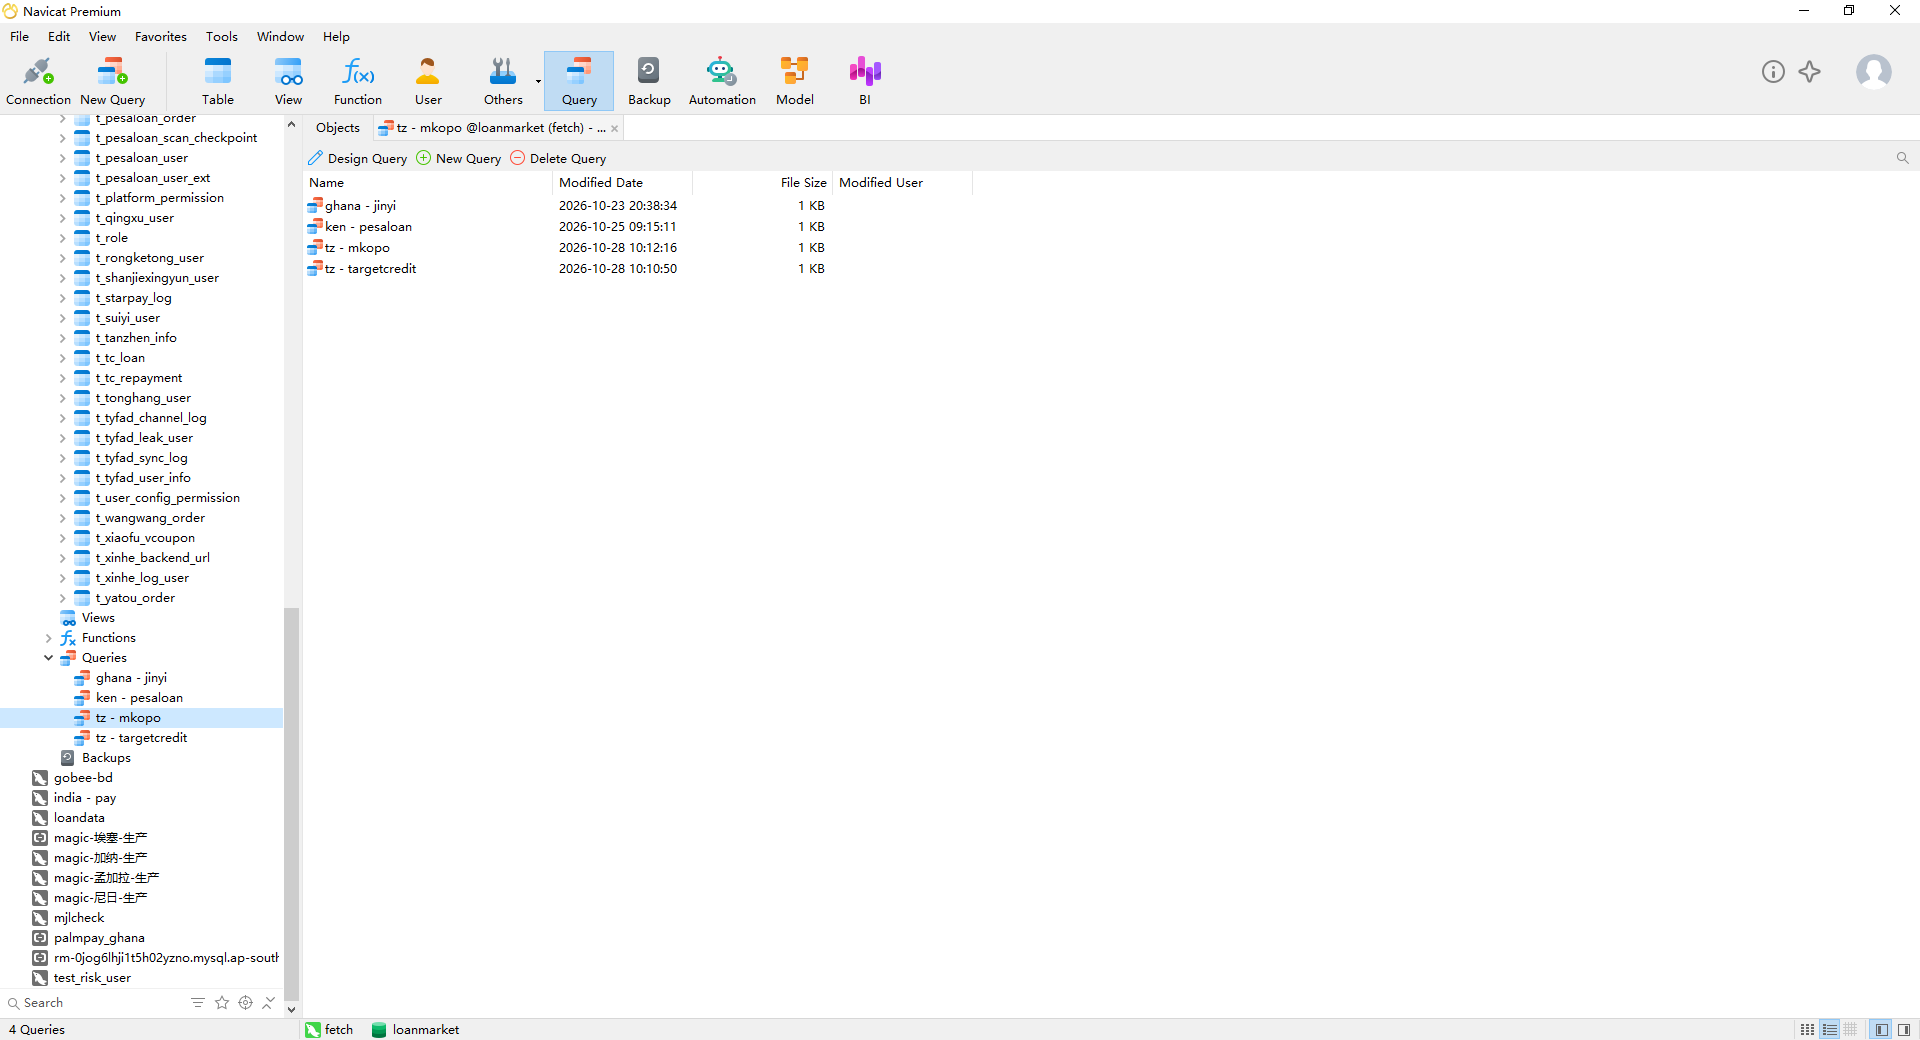 Navicat Premium
File Edit View Favorites Tools Window Help
Connection New Query Table View Function User Others Query Backup Automation Model BI
t_pesaloan_order
t_pesaloan_scan_checkpoint
t_pesaloan_user
t_pesaloan_user_ext
t_platform_permission
t_qingxu_user
t_role
t_rongketong_user
t_shanjiexingyun_user
t_starpay_log
t_suiyi_user
t_tanzhen_info
t_tc_loan
t_tc_repayment
t_tonghang_user
t_tyfad_channel_log
t_tyfad_leak_user
t_tyfad_sync_log
t_tyfad_user_info
t_user_config_permission
t_wangwang_order
t_xiaofu_vcoupon
t_xinhe_backend_url
t_xinhe_log_user
t_yatou_order
Views
Functions
Queries
ghana - jinyi
ken - pesaloan
tz - mkopo
tz - targetcredit
Backups
gobee-bd
india - pay
loandata
magic-埃塞-生产
magic-加纳-生产
magic-孟加拉-生产
magic-尼日-生产
mjlcheck
palmpay_ghana
rm-0jog6lhji1t5h02yzno.mysql.ap-south
test_risk_user
Search
4 Queries
Objects tz - mkopo @loanmarket (fetch) - ...
Design Query New Query Delete Query
Name Modified Date File Size Modified User
ghana - jinyi 2026-10-23 20:38:34 1 KB
ken - pesaloan 2026-10-25 09:15:11 1 KB
tz - mkopo 2026-10-28 10:12:16 1 KB
tz - targetcredit 2026-10-28 10:10:50 1 KB
fetch loanmarket